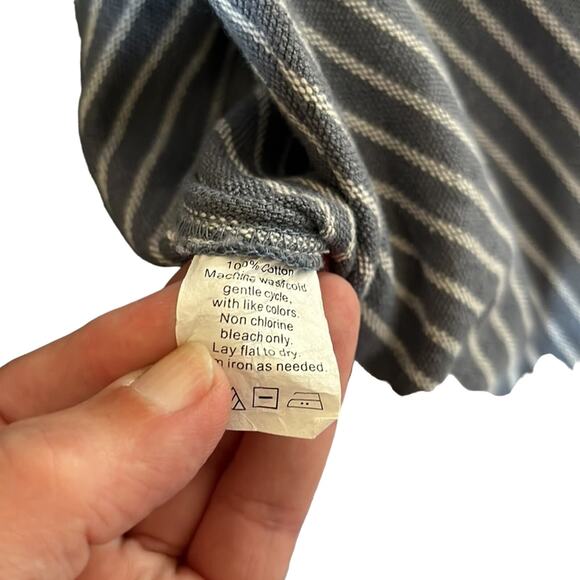 100% Cotton
Machine wash cold
gentle cycle,
with like colors.
Non chlorine
bleach only.
Lay flat to dry.
m iron as needed.